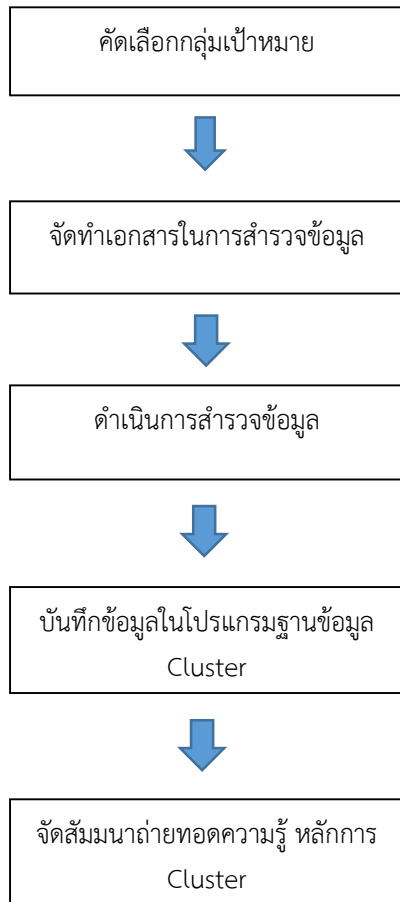 คัดเลือกกลุ่มเป้าหมาย
จัดทำเอกสารในการสำรวจข้อมูล
ดำเนินการสำรวจข้อมูล
บันทึกข้อมูลในโปรแกรมฐานข้อมูล
Cluster
จัดสัมมนาถ่ายทอดความรู้ หลักการ
Cluster